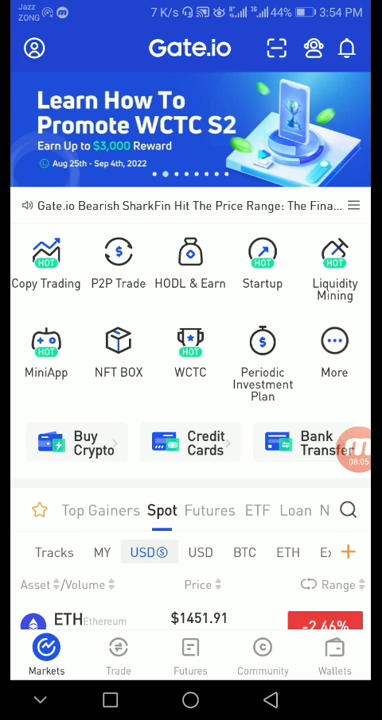 Jazz
ZONG
7 K/s
44%
3:54 PM
Gate.io
Learn How To
Promote WCTC S2
Earn Up to $3,000 Reward
Aug 25th - Sep 4th, 2022
Gate.io Bearish SharkFin Hit The Price Range: The Fina...
HOT HOT HOT
Copy Trading P2P Trade HODL & Earn Startup Liquidity
Mining
HOT HOT
MiniApp NFT BOX WCTC Periodic
Investment
Plan More
Buy
Crypto
Credit
Cards
Bank
Transfer
08:05
Top Gainers Spot Futures ETF Loan N
Tracks MY USDⓈ USD BTC ETH
Asset /Volume Price Range
ETH Ethereum $1451.91 -2.46%
Markets Trade Futures Community Wallets